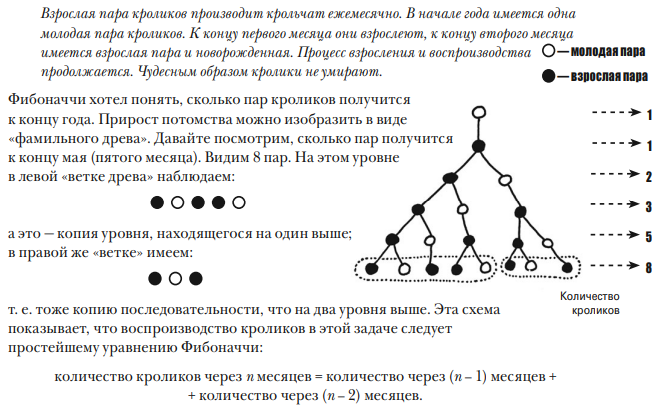 Взрослая пара кроликов производит крольчат ежемесячно. В начале года имеется одна
молодая пара кроликов. К концу первого месяца они взрослеют, к концу второго месяца
имеется взрослая пара и новорожденная. Процесс взросления и воспроизводства
продолжается. Чудесным образом кролики не умирают.
— молодая пара
— взрослая пара
Фибоначчи хотел понять, сколько пар кроликов получится
к концу года. Прирост потомства можно изобразить в виде
«фамильного древа». Давайте посмотрим, сколько пар получится
к концу мая (пятого месяца). Видим 8 пар. На этом уровне
в левой «ветке древа» наблюдаем:
а это — копия уровня, находящегося на один выше;
в правой же «ветке» имеем:
1
1
2
3
5
8
Количество
кроликов
т. е. тоже копию последовательности, что на два уровня выше. Эта схема
показывает, что воспроизводство кроликов в этой задаче следует
простейшему уравнению Фибоначчи:
количество кроликов через n месяцев = количество через (n – 1) месяцев +
+ количество через (n – 2) месяцев.